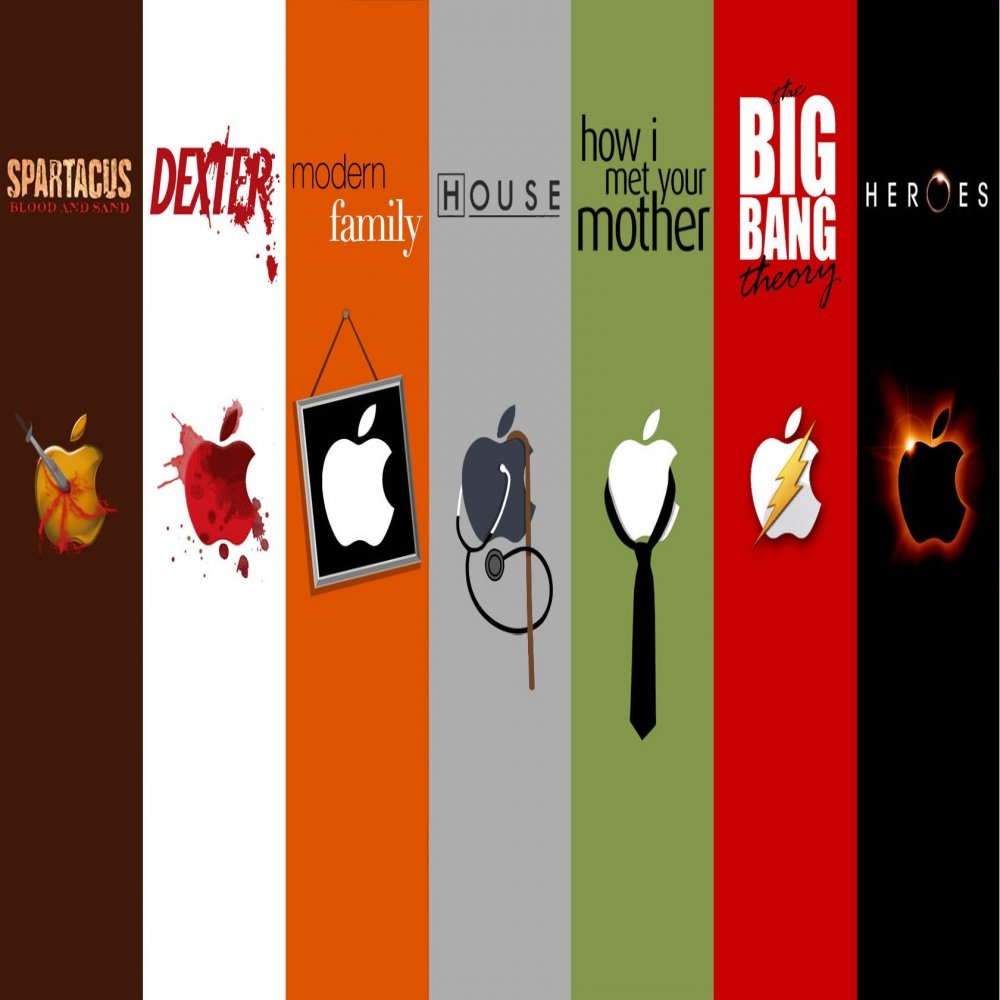 SPARTACUS
BLOOD AND SAND
DEXTER
modern
family
HOUSE
how i
met your
mother
the
BIG
BANG
theory
HEROES